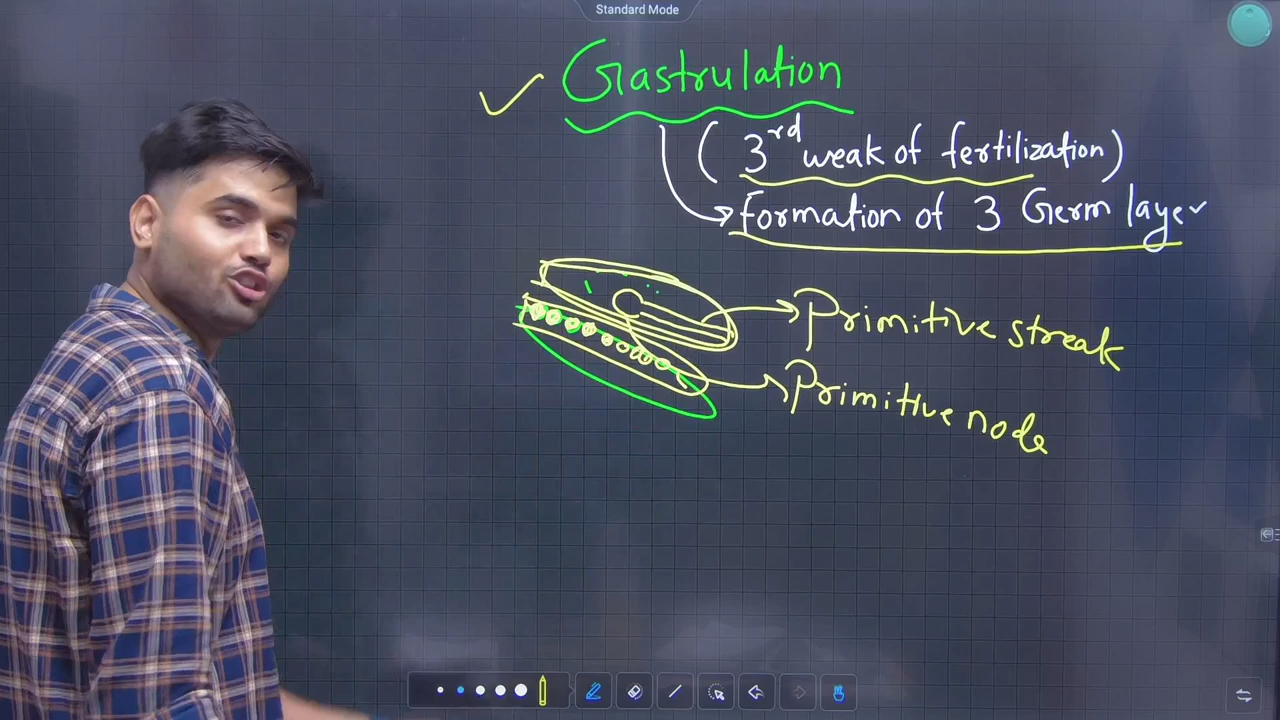 Standard Mode
Gastrulation
(3rd weak of fertilization)
Formation of 3 Germ layer
Primitive streak
Primitive node